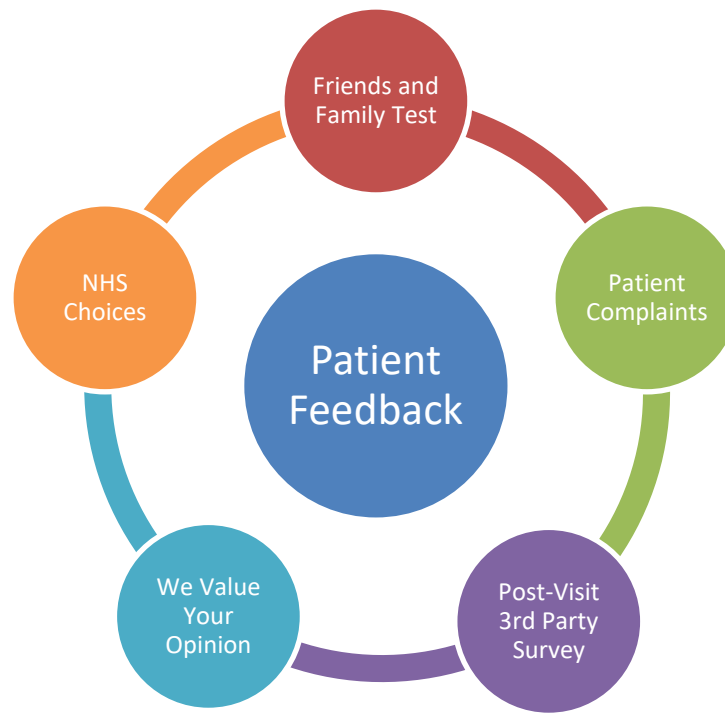 Friends and
Family Test
NHS
Choices
Patient
Complaints
Patient
Feedback
We Value
Your
Opinion
Post-Visit
3rd Party
Survey